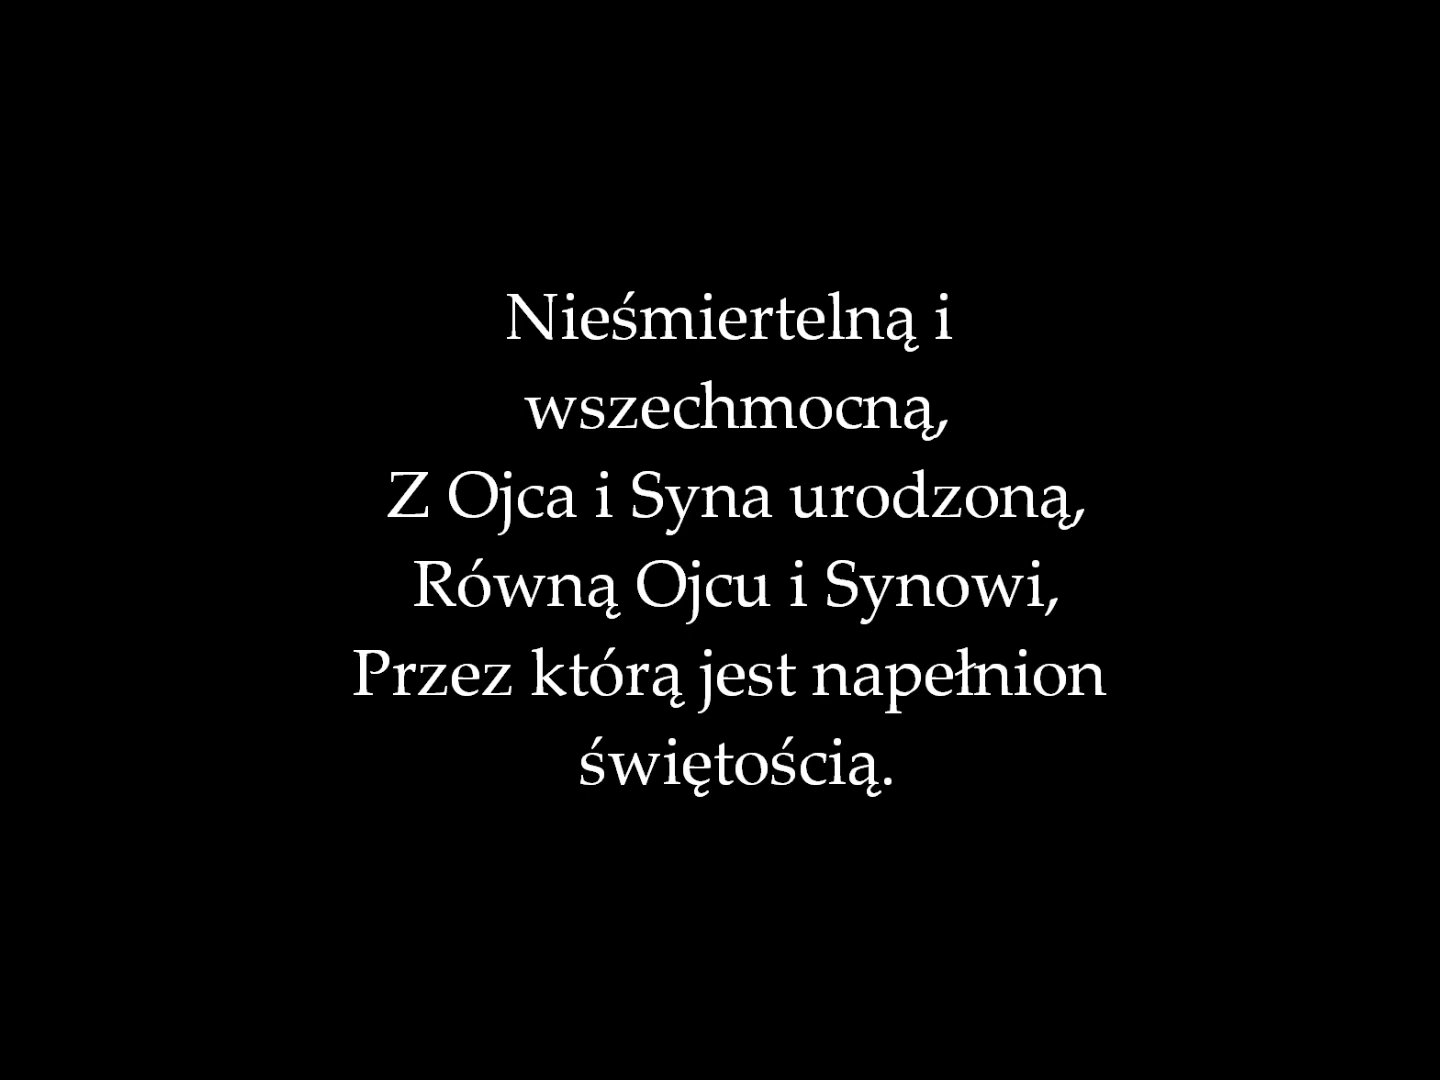 Nieśmiertelną i
wszechmocną,
Z Ojca i Syna urodzoną,
Równą Ojcu i Synowi,
Przez którą jest napełnion
świętością.